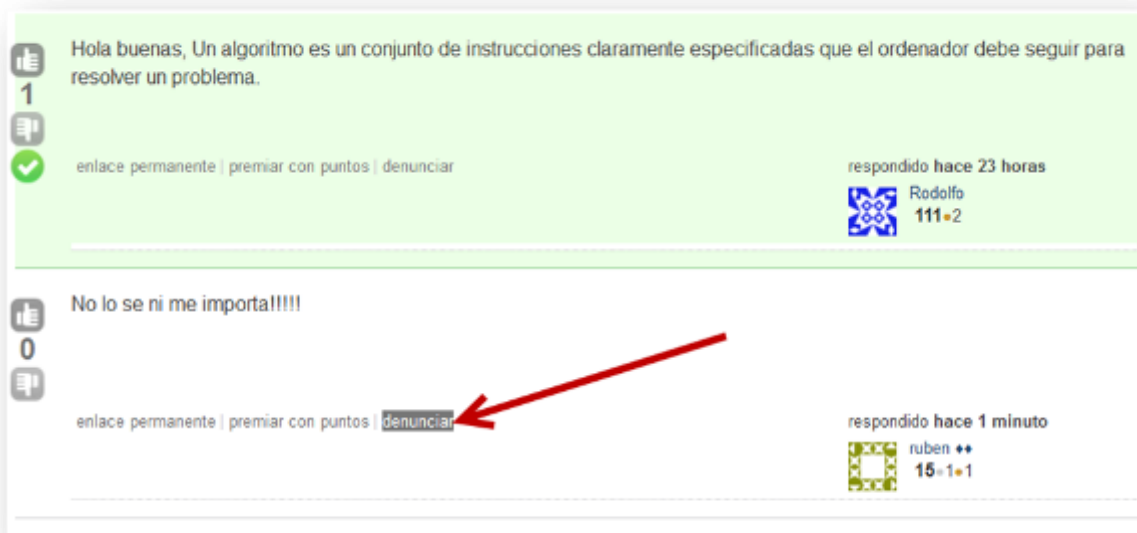 Hola buenas, Un algoritmo es un conjunto de instrucciones claramente especificadas que el ordenador debe seguir para
resolver un problema.
1
enlace permanente | premiar con puntos | denunciar
respondido hace 23 horas
Rodolfo
111●2
No lo se ni me importa!!!!!
0
enlace permanente | premiar con puntos | denunciar
respondido hace 1 minuto
ruben ♦♦
15●1●1